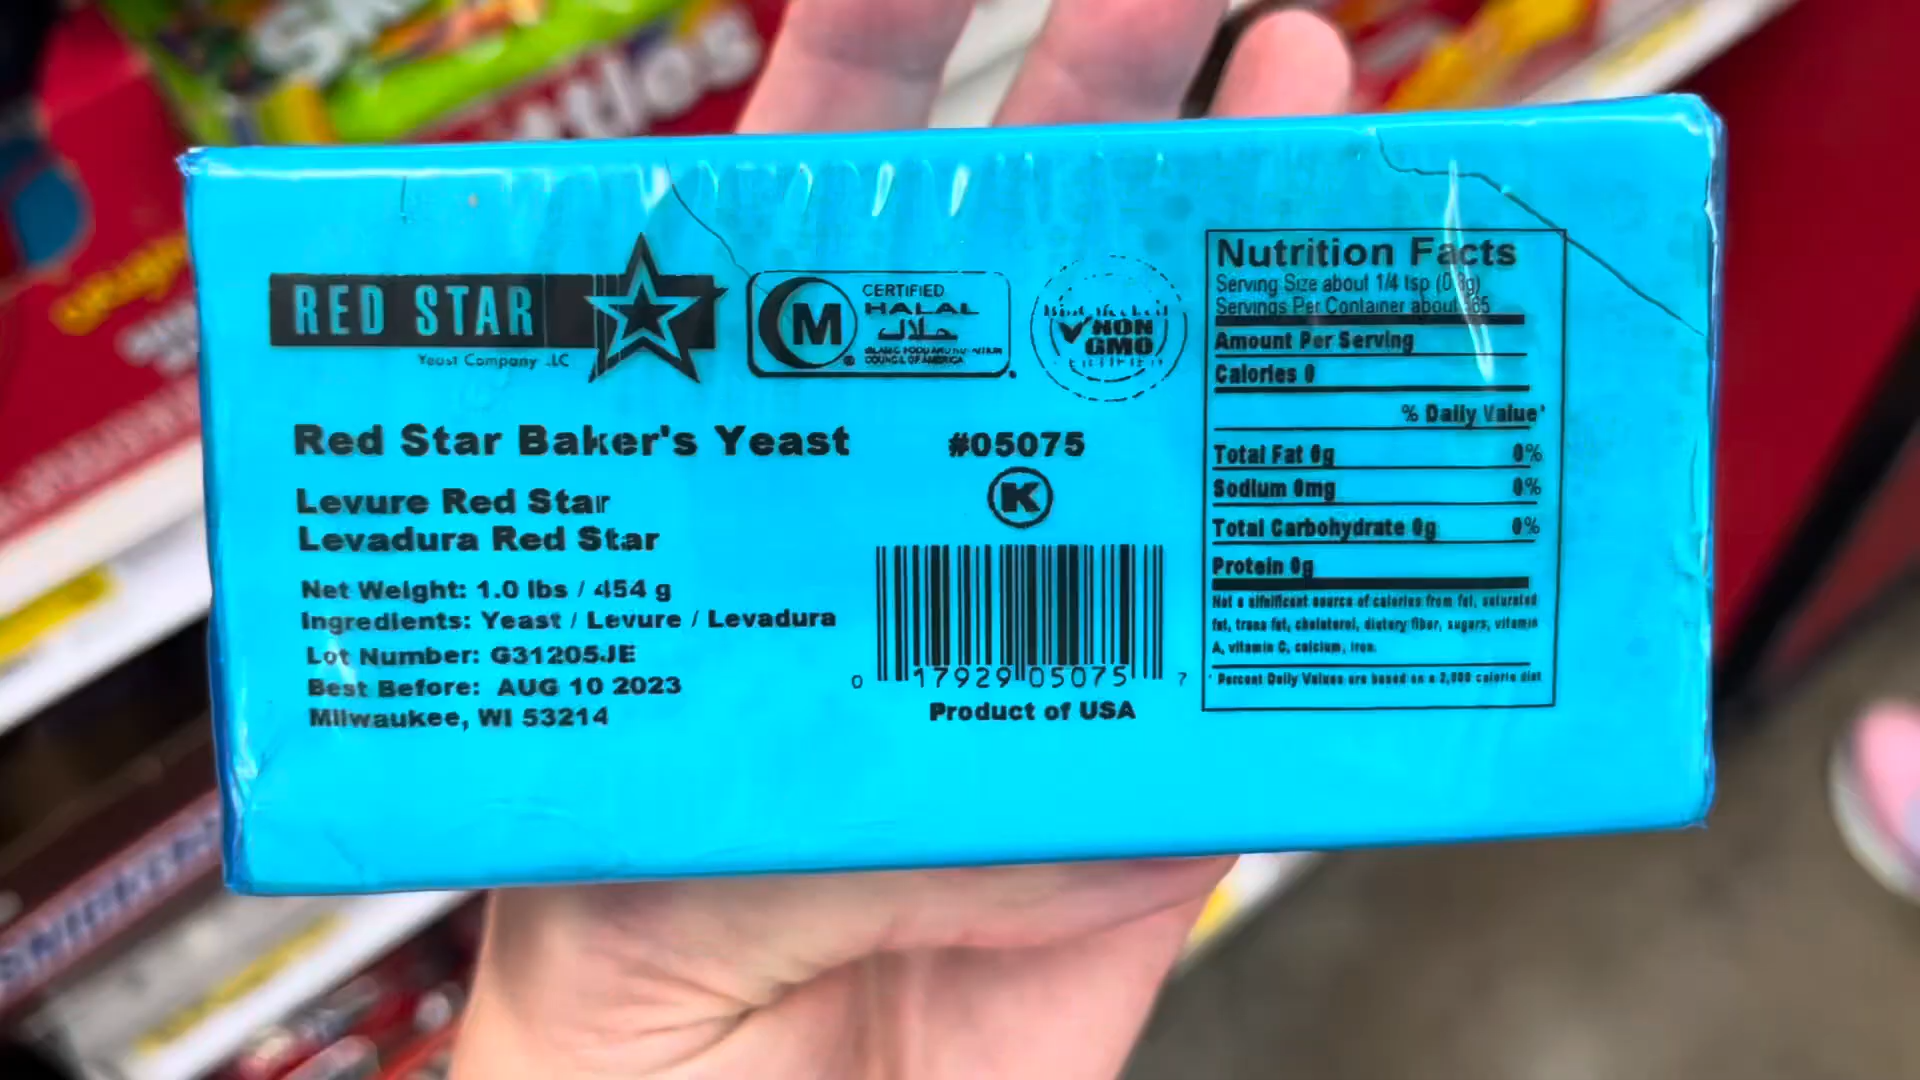 RED STAR
Yeast Company LLC
M
CERTIFIED
HALAL
حلال
ISLAMIC FOOD AND NUTRITION
COUNCIL OF AMERICA
NON
GMO
Red Star Baker's Yeast
#05075
K
Levure Red Star
Levadura Red Star
Net Weight: 1.0 lbs / 454 g
Ingredients: Yeast / Levure / Levadura
Lot Number: G31205JE
Best Before: AUG 10 2023
Milwaukee, WI 53214
0 17929 05075 7
Product of USA
Nutrition Facts
Serving Size about 1/4 tsp
Servings Per Container about
Amount Per Serving
Calories 0
% Daily Value*
Total Fat 0g 0%
Sodium 0mg 0%
Total Carbohydrate 0g 0%
Protein 0g
Not a significant source of calories from fat, saturated
fat, trans fat, cholesterol, dietary fiber, sugars, vitamin
A, vitamin C, calcium, iron.
* Percent Daily Values are based on a 2,000 calorie diet